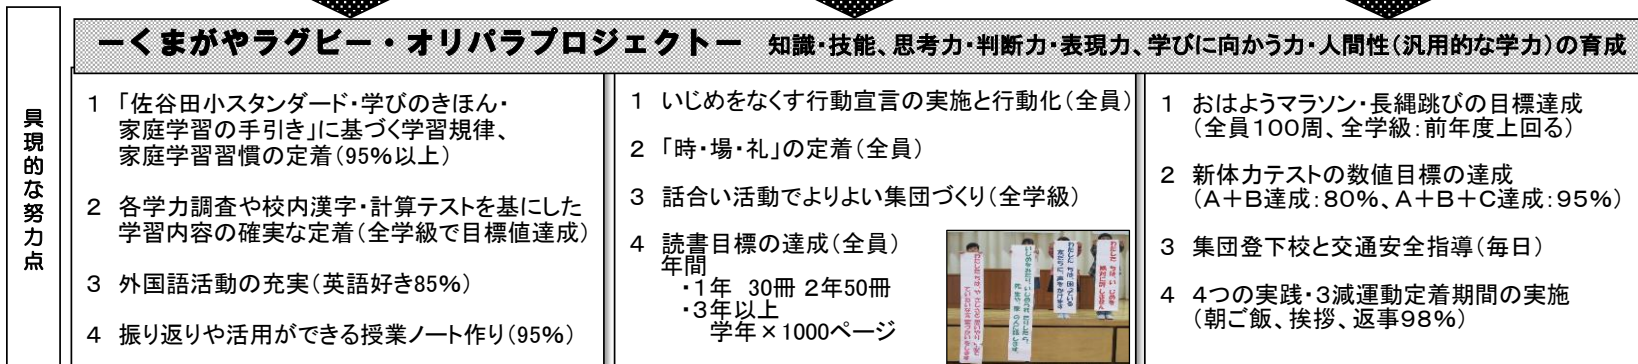 具現的な努力点
ーくまがやラグビー・オリパラプロジェクトー 知識・技能、思考力・判断力・表現力、学びに向かう力・人間性(汎用的な学力)の育成
1 「佐谷田小スタンダード・学びのきほん・
家庭学習の手引き」に基づく学習規律、
家庭学習習慣の定着(95%以上)
2 各学力調査や校内漢字・計算テストを基にした
学習内容の確実な定着(全学級で目標値達成)
3 外国語活動の充実(英語好き85%)
4 振り返りや活用ができる授業ノート作り(95%)
1 いじめをなくす行動宣言の実施と行動化(全員)
2 「時・場・礼」の定着(全員)
3 話合い活動でよりよい集団づくり(全学級)
4 読書目標の達成(全員)
年間
・1年 30冊 2年50冊
・3年以上
学年×1000ページ
1 おはようマラソン・長縄跳びの目標達成
(全員100周、全学級:前年度上回る)
2 新体力テストの数値目標の達成
(A+B達成:80%、A+B+C達成:95%)
3 集団登下校と交通安全指導(毎日)
4 4つの実践・3減運動定着期間の実施
(朝ご飯、挨拶、返事98%)